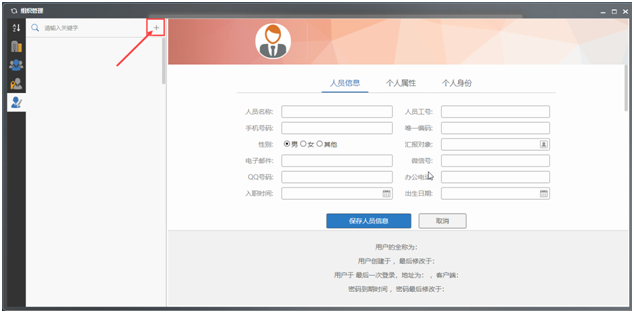 组织管理
请输入关键字
人员信息 个人属性 个人身份
人员名称: 人员工号:
手机号码: 唯一编码:
性别: 男 女 其他 汇报对象:
电子邮件: 微信号:
QQ号码: 办公电话:
入职时间: 出生日期:
保存人员信息 取消
用户的全称为:
用户创建于 ，最后修改于:
用户于 最后一次登录，地址为: ，客户端:
密码到期时间 ，密码最后修改于: